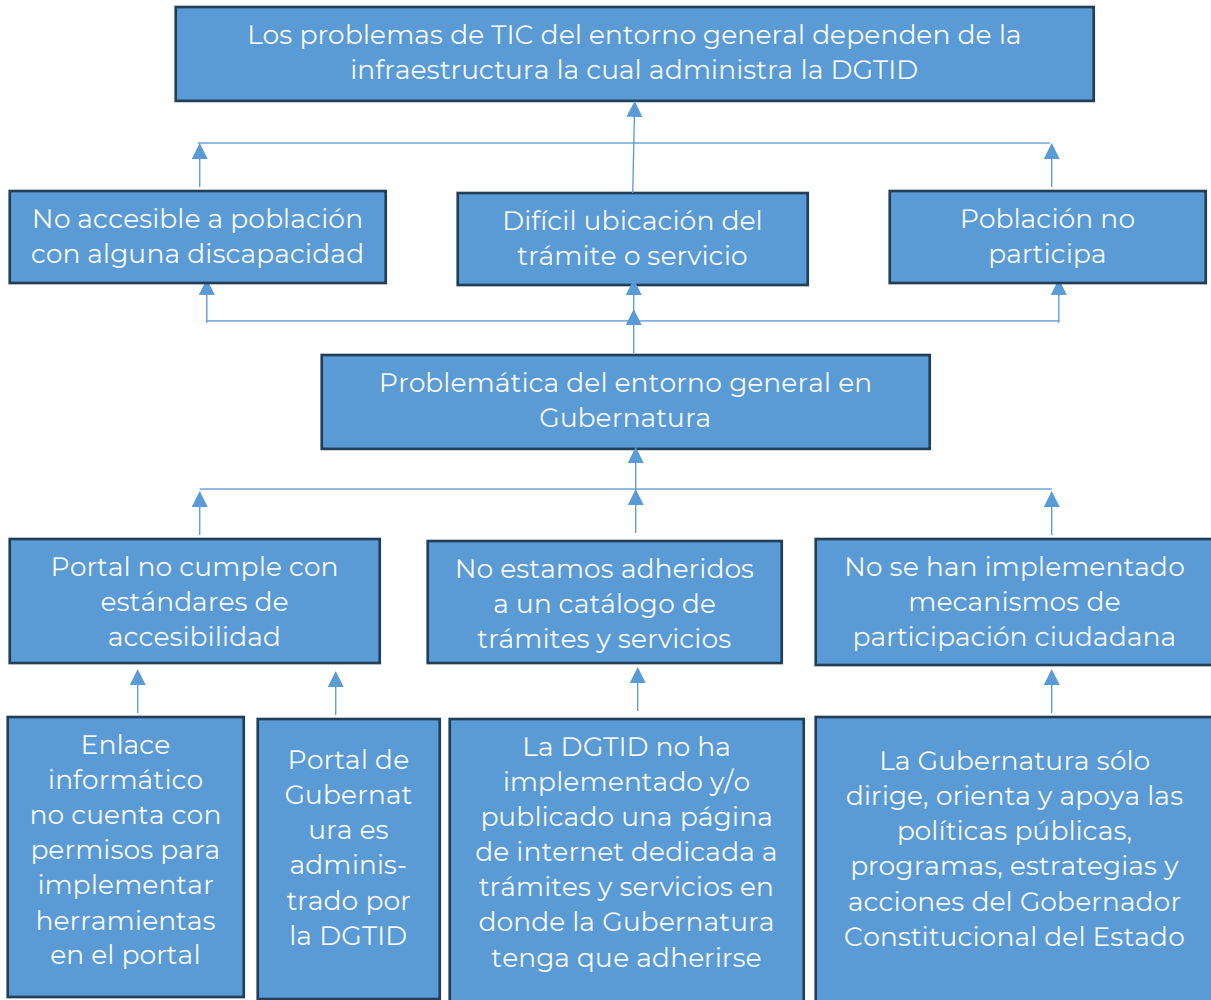 Los problemas de TIC del entorno general dependen de la
infraestructura la cual administra la DGTID
No accesible a población
con alguna discapacidad
Difícil ubicación del
trámite o servicio
Población no
participa
Problemática del entorno general en
Gubernatura
Portal no cumple con
estándares de
accesibilidad
No estamos adheridos
a un catálogo de
trámites y servicios
No se han implementado
mecanismos de
participación ciudadana
Enlace
informático
no cuenta con
permisos para
implementar
herramientas
en el portal
Portal de
Gubernat
ura es
adminis-
trado por
la DGTID
La DGTID no ha
implementado y/o
publicado una página
de internet dedicada a
trámites y servicios en
donde la Gubernatura
tenga que adherirse
La Gubernatura sólo
dirige, orienta y apoya las
políticas públicas,
programas, estrategias y
acciones del Gobernador
Constitucional del Estado